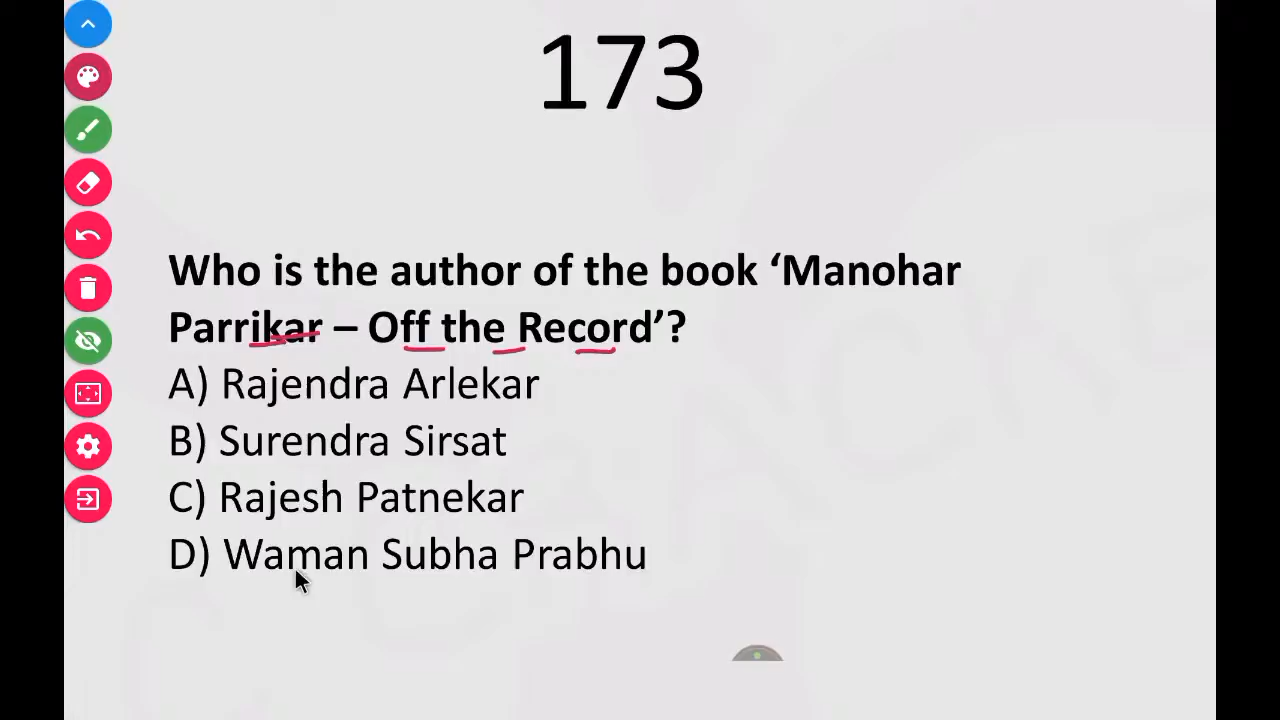 173
Who is the author of the book ‘Manohar
Parrikar – Off the Record’?
A) Rajendra Arlekar
B) Surendra Sirsat
C) Rajesh Patnekar
D) Waman Subha Prabhu